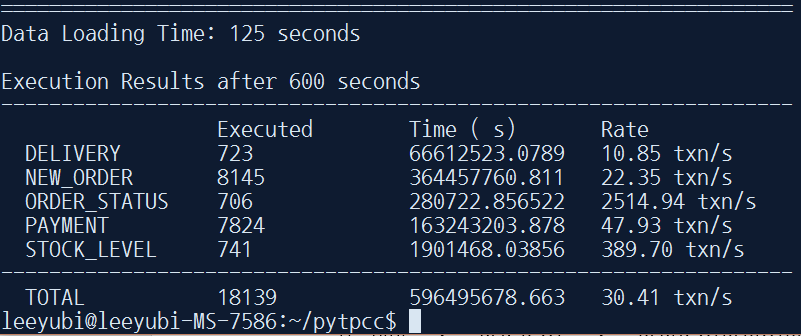 Data Loading Time: 125 seconds
Execution Results after 600 seconds
Executed Time ( s) Rate
DELIVERY 723 66612523.0789 10.85 txn/s
NEW_ORDER 8145 364457760.811 22.35 txn/s
ORDER_STATUS 706 280722.856522 2514.94 txn/s
PAYMENT 7824 163243203.878 47.93 txn/s
STOCK_LEVEL 741 1901468.03856 389.70 txn/s
TOTAL 18139 596495678.663 30.41 txn/s
leeyubi@leeyubi-MS-7586:~/pytpcc$